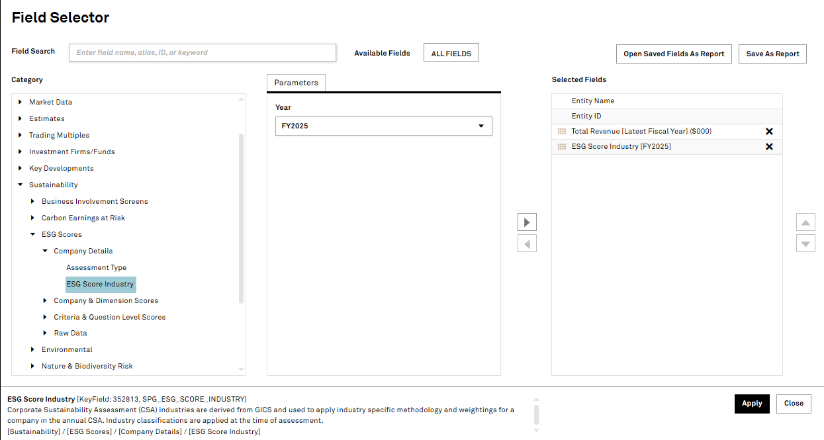 Field Selector
Field Search
Enter field name, alias, ID, or keyword
Available Fields
ALL FIELDS
Open Saved Fields As Report
Save As Report
Category
Market Data
Estimates
Trading Multiples
Investment Firms/Funds
Key Developments
Sustainability
Business Involvement Screens
Carbon Earnings at Risk
ESG Scores
Company Details
Assessment Type
ESG Score Industry
Company & Dimension Scores
Criteria & Question Level Scores
Raw Data
Environmental
Nature & Biodiversity Risk
Parameters
Year
FY2025
Selected Fields
Entity Name
Entity ID
Total Revenue [Latest Fiscal Year] ($000)
ESG Score Industry [FY2025]
ESG Score Industry [KeyField: 352813, SPG_ESG_SCORE_INDUSTRY]
Corporate Sustainability Assessment (CSA) industries are derived from GICS and used to apply industry specific methodology and weightings for a
company in the annual CSA. Industry classifications are applied at the time of assessment.
[Sustainability] / [ESG Scores] / [Company Details] / [ESG Score Industry]
Apply
Close